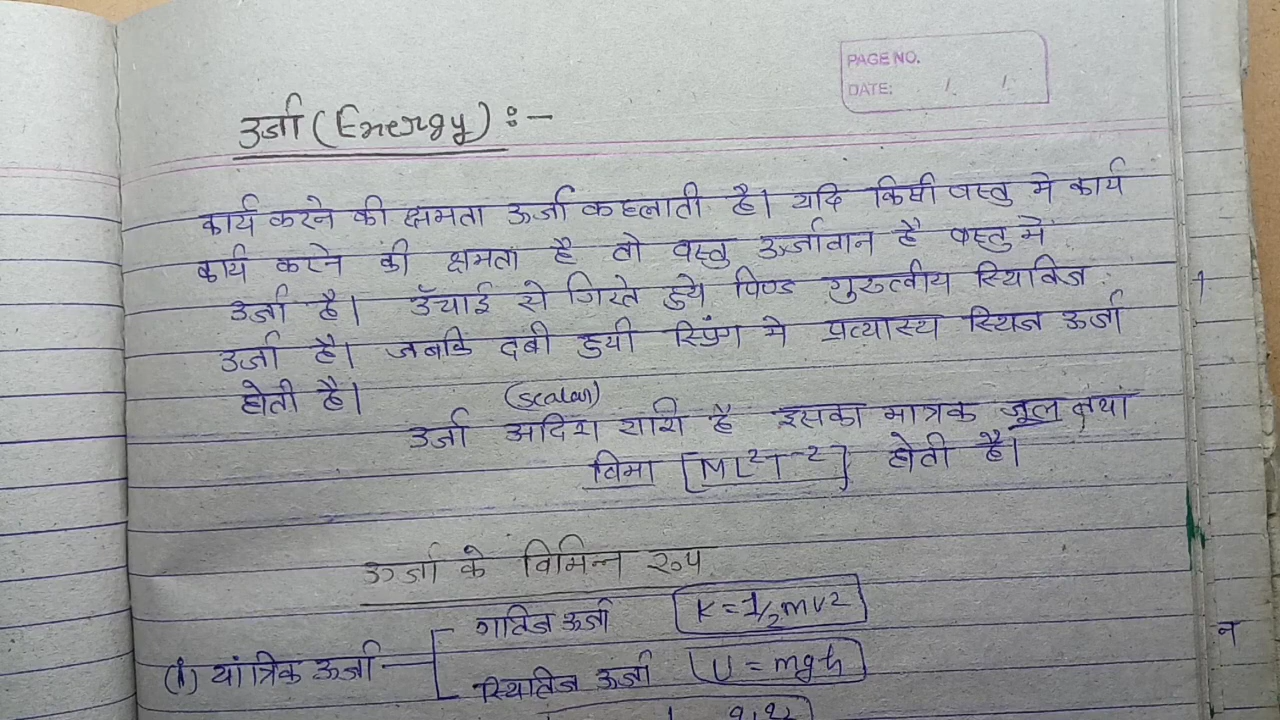 PAGE NO.
DATE:
उर्जा (Energy) :-
कार्य करने की क्षमता ऊर्जा कहलाती है। यदि किसी वस्तु मे कार्य
कार्य करने की क्षमता है तो वस्तु ऊर्जावान है वस्तु में
उर्जा है। ऊँचाई से गिरते हुये पिण्ड गुरुत्वीय स्थितिज
उर्जा है। जबकि दबी हुयी स्प्रिंग मे प्रत्यास्थ स्थिज ऊर्जा
होती है।
(scalar)
उर्जा अदिश राशि है इसका मात्रक जूल तथा
विमा [ML²T⁻²] होती है।
ऊर्जा के विभिन्न रूप
गतिज ऊर्जा K = 1/2 mv2
(1) यांत्रिक ऊर्जा
स्थितिज ऊर्जा U = mgh
न